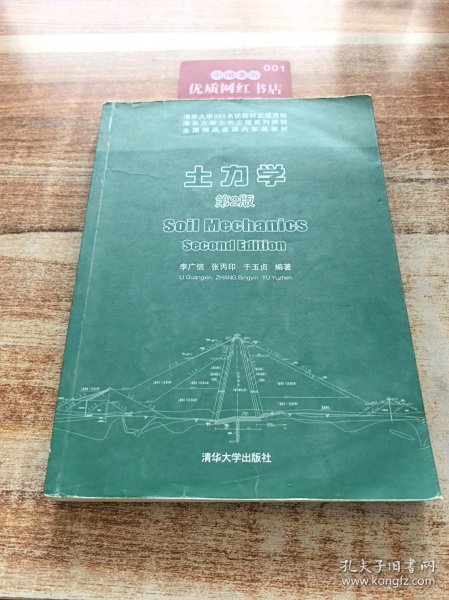 001
优质网红书店
清华大学985名优教材立项资助
清华大学土木工程系列教材
全国精品资源共享课教材
土力学
第2版
Soil Mechanics
Second Edition
李广信 张丙印 于玉贞 编著
LI Guangxin ZHANG Bingyin YU Yuzhen
清华大学出版社
孔夫子旧书网
www.kongfz.com